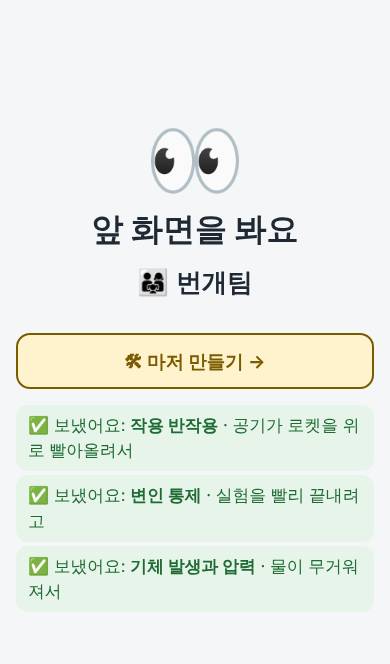 앞 화면을 봐요
👨‍👩‍👧 번개팀
🛠 마저 만들기 →
✅ 보냈어요: 작용 반작용 · 공기가 로켓을 위
로 빨아올려서
✅ 보냈어요: 변인 통제 · 실험을 빨리 끝내려
고
✅ 보냈어요: 기체 발생과 압력 · 물이 무거워
져서